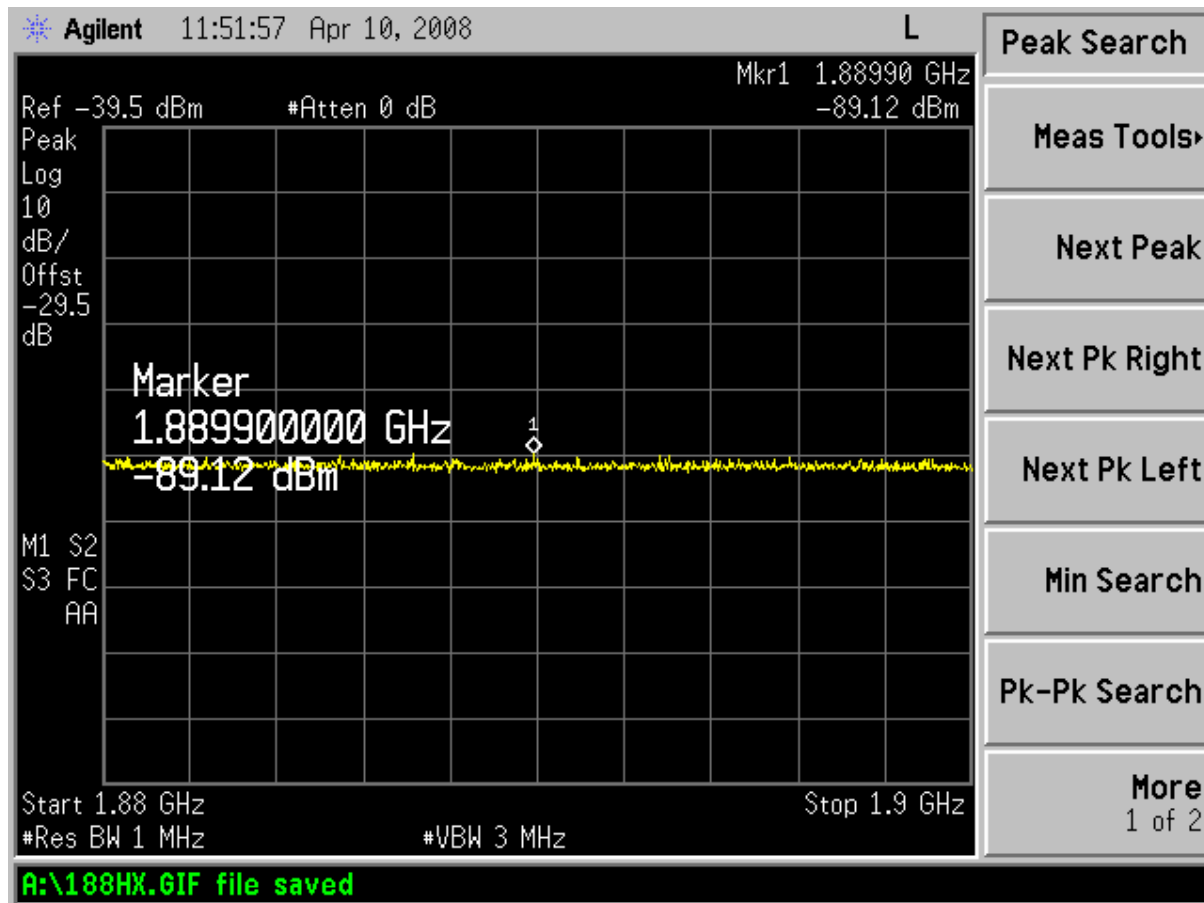 Agilent 11:51:57 Apr 10, 2008 L
Mkr1 1.88990 GHz
Ref -39.5 dBm #Atten 0 dB -89.12 dBm
Peak
Log
10
dB/
Offst
-29.5
dB
Marker
1.889900000 GHz
-89.12 dBm
1
M1 S2
S3 FC
AA
Start 1.88 GHz Stop 1.9 GHz
#Res BW 1 MHz #VBW 3 MHz
A:\188HX.GIF file saved
Peak Search
Meas Tools▸
Next Peak
Next Pk Right
Next Pk Left
Min Search
Pk-Pk Search
More
1 of 2